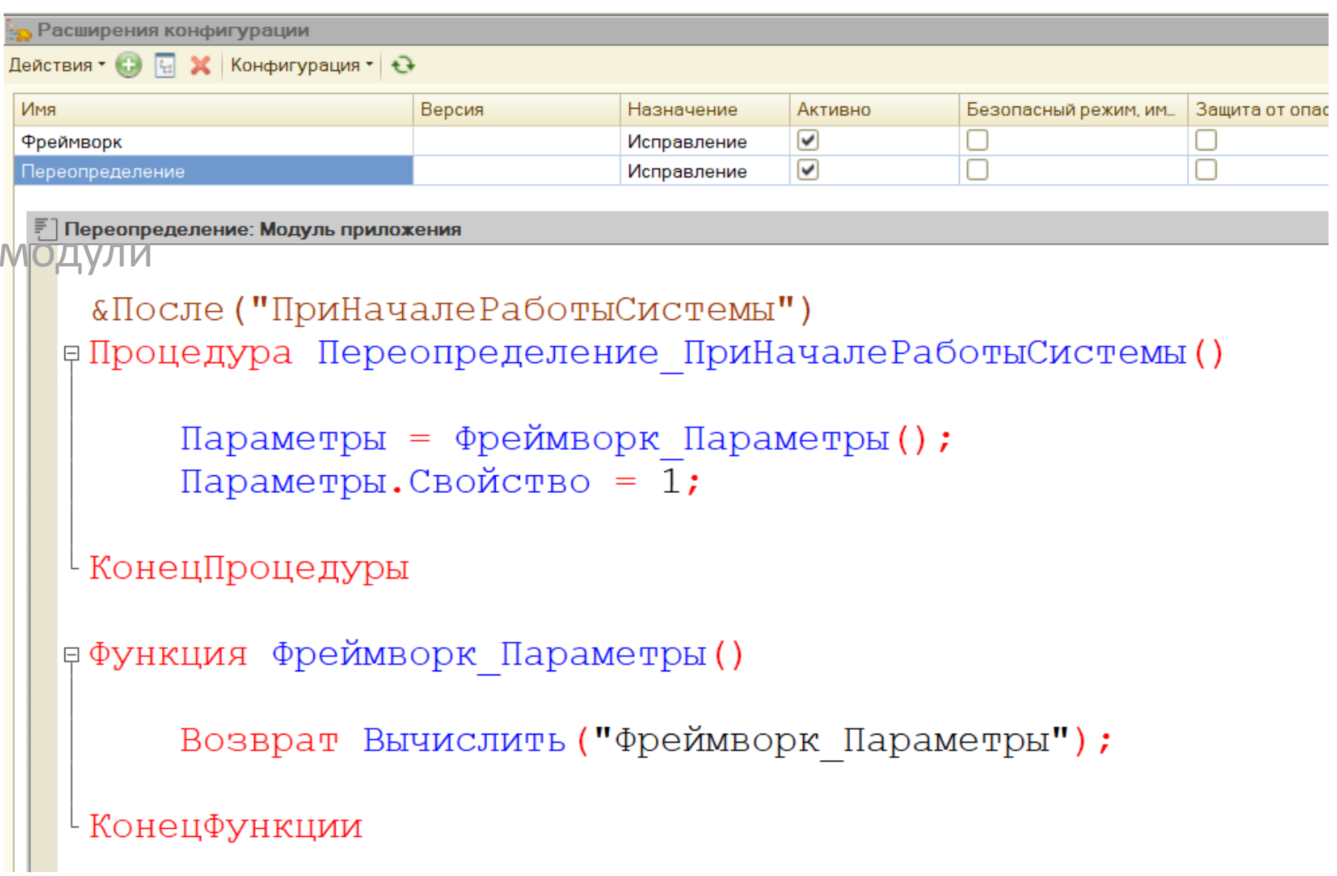 Расширения конфигурации
Действия Конфигурация
Имя Версия Назначение Активно Безопасный режим, им... Защита от опас
Фреймворк Исправление
Переопределение Исправление
Переопределение: Модуль приложения
модули
&После("ПриНачалеРаботыСистемы")
Процедура Переопределение_ПриНачалеРаботыСистемы()
Параметры = Фреймворк_Параметры();
Параметры.Свойство = 1;
КонецПроцедуры
Функция Фреймворк_Параметры()
Возврат Вычислить("Фреймворк_Параметры");
КонецФункции